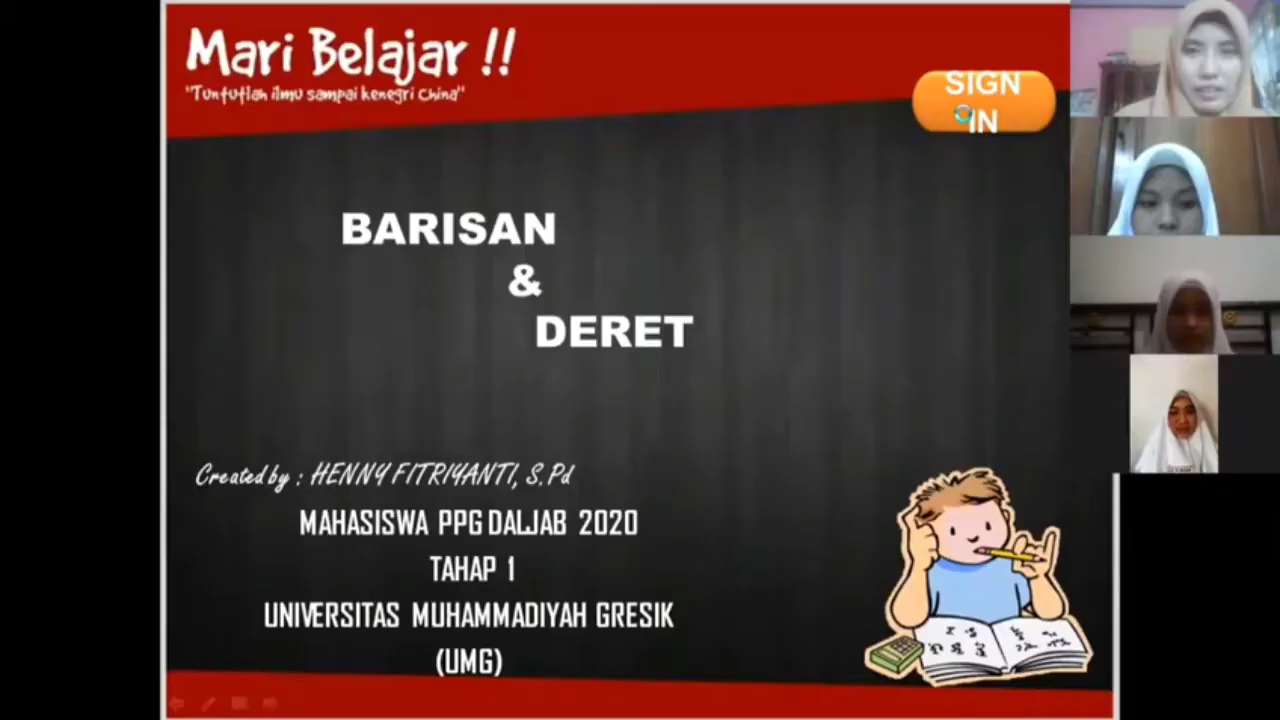 Mari Belajar !!
"Tuntutlah ilmu sampai kenegri China"
SIGN
IN
BARISAN
&
DERET
Created by : HENNY FITRIYANTI, S.Pd
MAHASISWA PPG DALJAB 2020
TAHAP 1
UNIVERSITAS MUHAMMADIYAH GRESIK
(UMG)